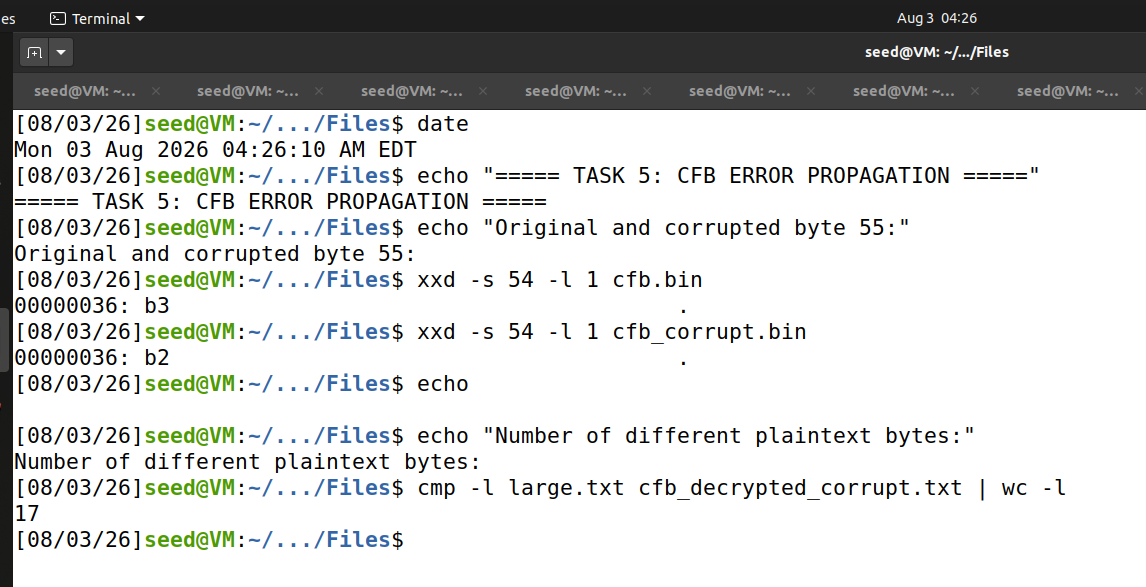 es Terminal Aug 3 04:26
seed@VM: ~/.../Files
seed@VM: ~... × seed@VM: ~... × seed@VM: ~... × seed@VM: ~... × seed@VM: ~... × seed@VM: ~... × seed@VM: ~... ×
[08/03/26]seed@VM:~/.../Files$ date
Mon 03 Aug 2026 04:26:10 AM EDT
[08/03/26]seed@VM:~/.../Files$ echo "===== TASK 5: CFB ERROR PROPAGATION ====="
===== TASK 5: CFB ERROR PROPAGATION =====
[08/03/26]seed@VM:~/.../Files$ echo "Original and corrupted byte 55:"
Original and corrupted byte 55:
[08/03/26]seed@VM:~/.../Files$ xxd -s 54 -l 1 cfb.bin
00000036: b3                                       .
[08/03/26]seed@VM:~/.../Files$ xxd -s 54 -l 1 cfb_corrupt.bin
00000036: b2                                       .
[08/03/26]seed@VM:~/.../Files$ echo

[08/03/26]seed@VM:~/.../Files$ echo "Number of different plaintext bytes:"
Number of different plaintext bytes:
[08/03/26]seed@VM:~/.../Files$ cmp -l large.txt cfb_decrypted_corrupt.txt | wc -l
17
[08/03/26]seed@VM:~/.../Files$